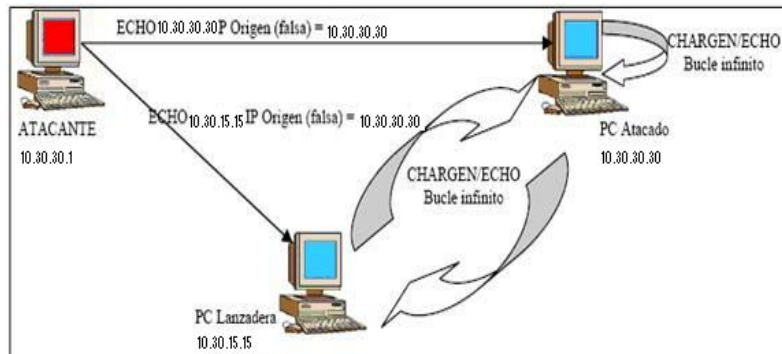 ECHO10.30.30.30P Origen (falsa) = 10.30.30.30
CHARGEN/ECHO
Bucle infinito
ECHO10.30.15.15 IP Origen (falsa) = 10.30.30.30
ATACANTE
10.30.30.1
PC Atacado
10.30.30.30
CHARGEN/ECHO
Bucle infinito
PC Lanzadera
10.30.15.15